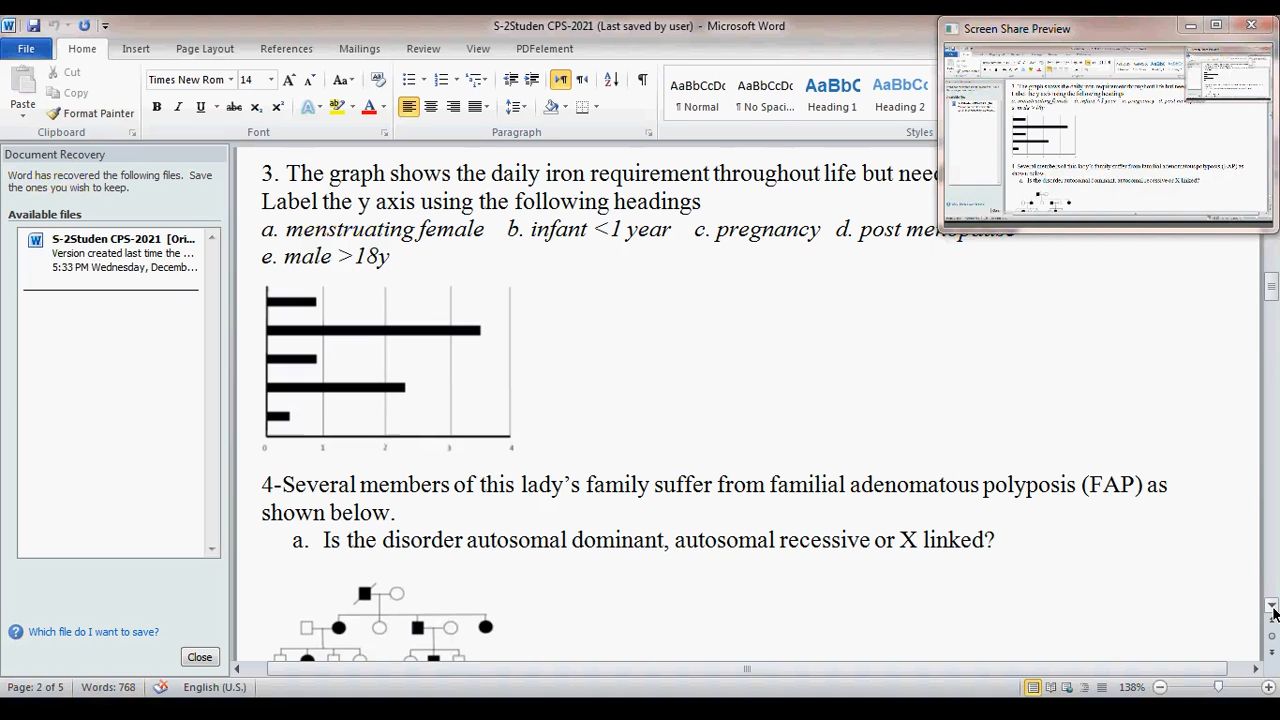 S-2Studen CPS-2021 (Last saved by user) - Microsoft Word
Screen Share Preview
File Home Insert Page Layout References Mailings Review View PDFelement
Paste
Cut
Copy
Format Painter
Clipboard
Times New Rom 14
Font
Paragraph
AaBbCcDc AaBbCcDc AaBbC AaBbCc
¶ Normal ¶ No Spaci... Heading 1 Heading 2
Styles
Document Recovery
Word has recovered the following files. Save
the ones you wish to keep.
Available files
S-2Studen CPS-2021 [Ori...
Version created last time the ...
5:33 PM Wednesday, Decemb...
Which file do I want to save?
Close
3. The graph shows the daily iron requirement throughout life but
Label the y axis using the following headings
a. menstruating female b. infant <1 year c. pregnancy d. post menopause
e. male >18y
0 1 2 3 4
4-Several members of this lady's family suffer from familial adenomatous polyposis (FAP) as
shown below.
a. Is the disorder autosomal dominant, autosomal recessive or X linked?
Page: 2 of 5 Words: 768 English (U.S.) 138%